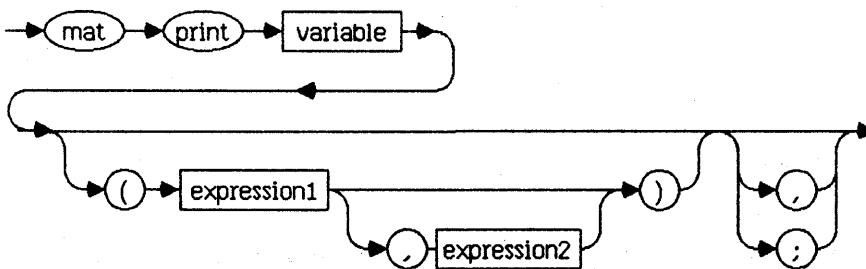 mat print variable
( expression1 ) ,
, expression2 ;